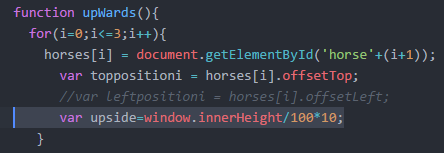 function upWards(){
for(i=0;i<=3;i++){
horses[i] = document.getElementById('horse'+(i+1));
var toppositioni = horses[i].offsetTop;
//var leftpositioni = horses[i].offsetLeft;
var upside=window.innerHeight/100*10;
}